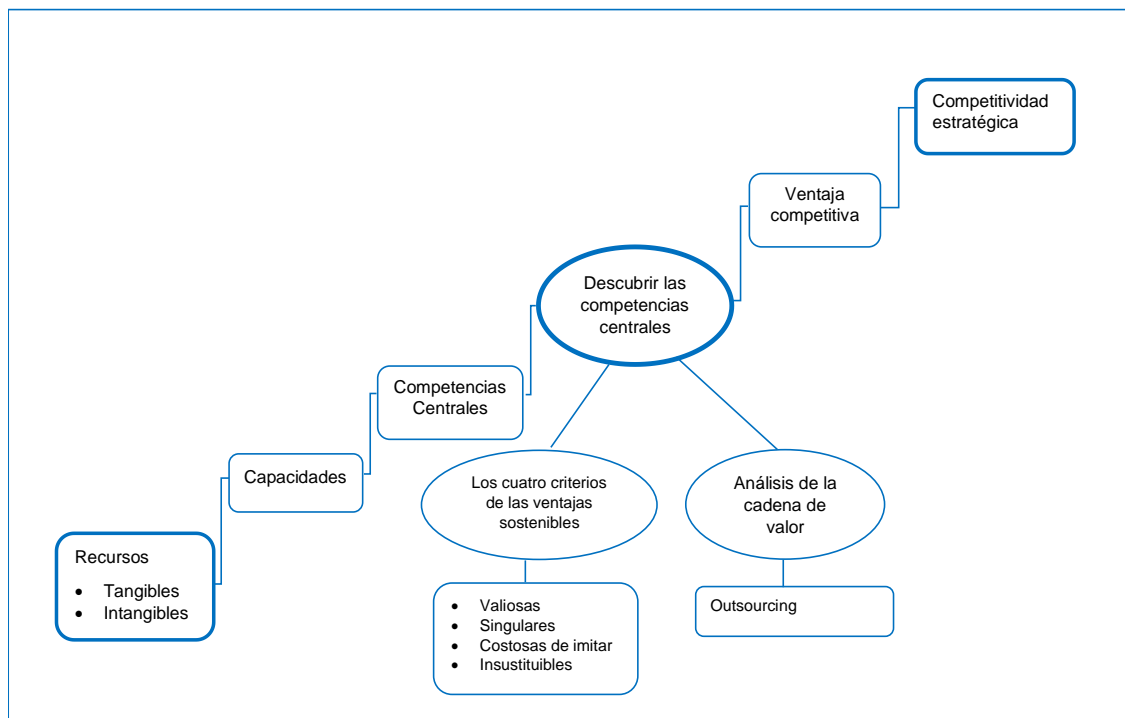 Competitividad
estratégica
Ventaja
competitiva
Descubrir las
competencias
centrales
Competencias
Centrales
Capacidades
Recursos
• Tangibles
• Intangibles
Los cuatro criterios
de las ventajas
sostenibles
• Valiosas
• Singulares
• Costosas de imitar
• Insustituibles
Análisis de la
cadena de
valor
Outsourcing